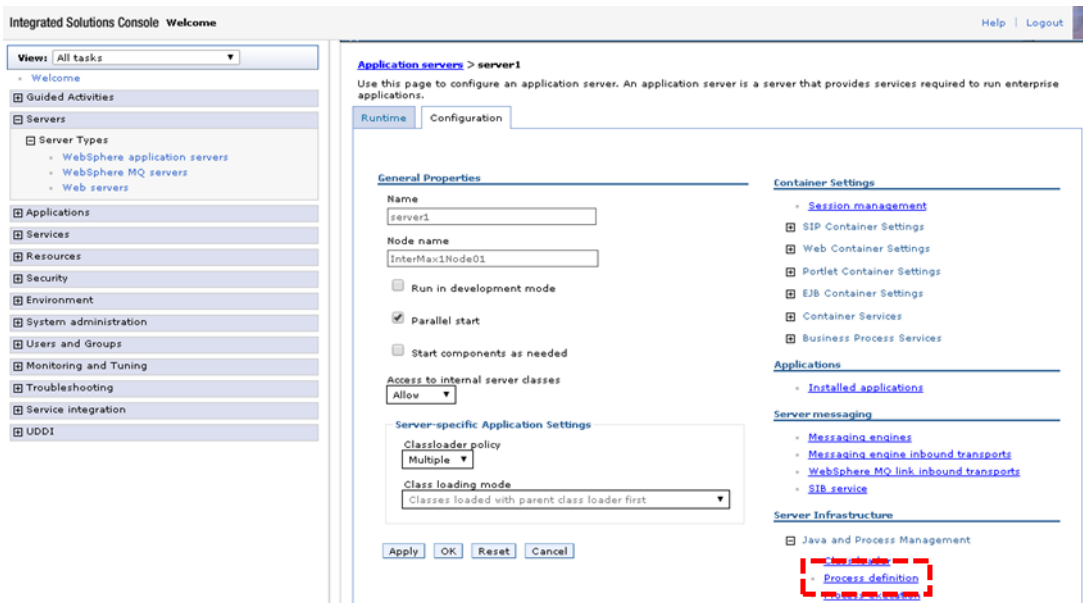 Integrated Solutions Console Welcome
Help | Logout
View: All tasks
Welcome
Guided Activities
Servers
Server Types
WebSphere application servers
WebSphere MQ servers
Web servers
Applications
Services
Resources
Security
Environment
System administration
Users and Groups
Monitoring and Tuning
Troubleshooting
Service integration
UDDI
Application servers > server1
Use this page to configure an application server. An application server is a server that provides services required to run enterprise
applications.
Runtime
Configuration
General Properties
Name
server1
Node name
InterMax1Node01
Run in development mode
Parallel start
Start components as needed
Access to internal server classes
Allow
Server-specific Application Settings
Classloader policy
Multiple
Class loading mode
Classes loaded with parent class loader first
Apply OK Reset Cancel
Container Settings
Session management
SIP Container Settings
Web Container Settings
Portlet Container Settings
EJB Container Settings
Container Services
Business Process Services
Applications
Installed applications
Server messaging
Messaging engines
Messaging engine inbound transports
WebSphere MQ link inbound transports
SIB service
Server Infrastructure
Java and Process Management
Class loader
Process definition
Process execution